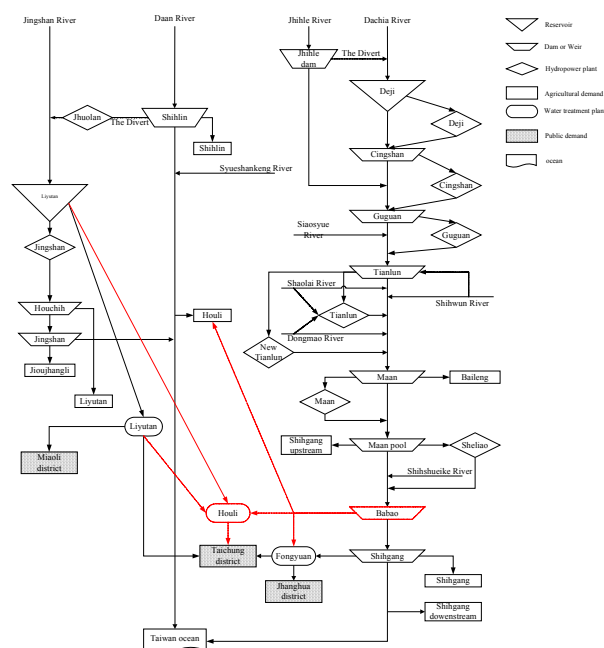 Jingshan River
Daan River
Jhihle River
Dachia River
Reservoir
Dam or Weir
Hydropower plant
Agricultural demand
Water treatment plan
Public demand
ocean
The Divert
Jhihle
dam
Deji
Deji
Jhuolan
The Divert
Shihlin
Shihlin
Cingshan
Cingshan
Syueshankeng River
Liyutan
Guguan
Siaosyue
River
Guguan
Jingshan
Tianlun
Shaolai River
Shihwun River
Houchih
Houli
Tianlun
Dongmao River
Jingshan
New
Tianlun
Jioujhangli
Liyutan
Maan
Baileng
Maan
Liyutan
Shihgang
upstream
Maan pool
Sheliao
Miaoli
district
Shihshueike River
Houli
Babao
Taichung
district
Fongyuan
Shihgang
Jhanghua
district
Shihgang
Shihgang
dowenstream
Taiwan ocean